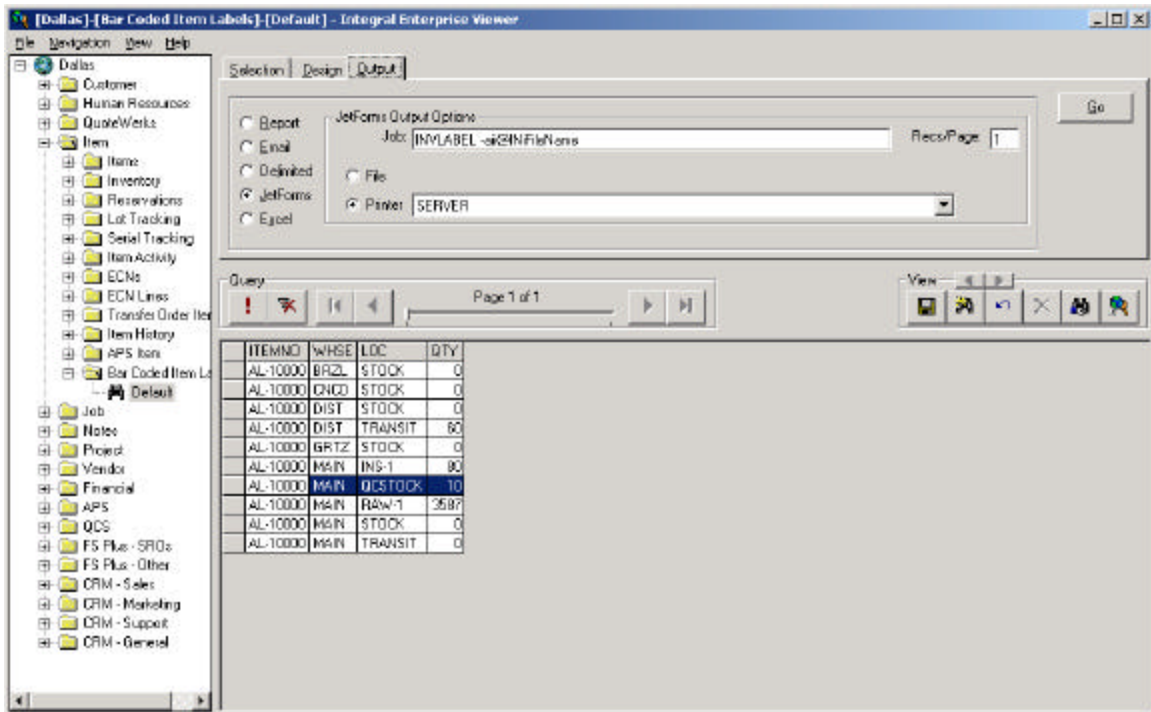 [Dallas]-[Bar Coded Item Labels]-[Default] - Integral Enterprise Viewer
File Navigation View Help
Dallas
Customer
Human Resources
QuoteWerks
Item
Items
Inventory
Reservations
Lot Tracking
Serial Tracking
Item Activity
ECNs
ECN Lines
Transfer Order Iter
Item History
APS Item
Bar Coded Item La
Default
Job
Notes
Project
Vendor
Financial
APS
QCS
FS Plus - SROs
FS Plus - Other
CRM - Sales
CRM - Marketing
CRM - Support
CRM - General
Selection Design Output
Report
Email
Delimited
JetForms
Excel
JetForms Output Options
Job: INVLABEL
Recs/Page: 1
File
Printer SERVER
Go
Query
Page 1 of 1
View
ITEMNO WHSE LOC QTY
AL-10000 BRZL STOCK 0
AL-10000 CNCD STOCK 0
AL-10000 DIST STOCK 0
AL-10000 DIST TRANSIT 60
AL-10000 GRTZ STOCK 0
AL-10000 MAIN INS-1
AL-10000 MAIN QCSTOCK 10
AL-10000 MAIN RAW-1 3587
AL-10000 MAIN STOCK 0
AL-10000 MAIN TRANSIT 0